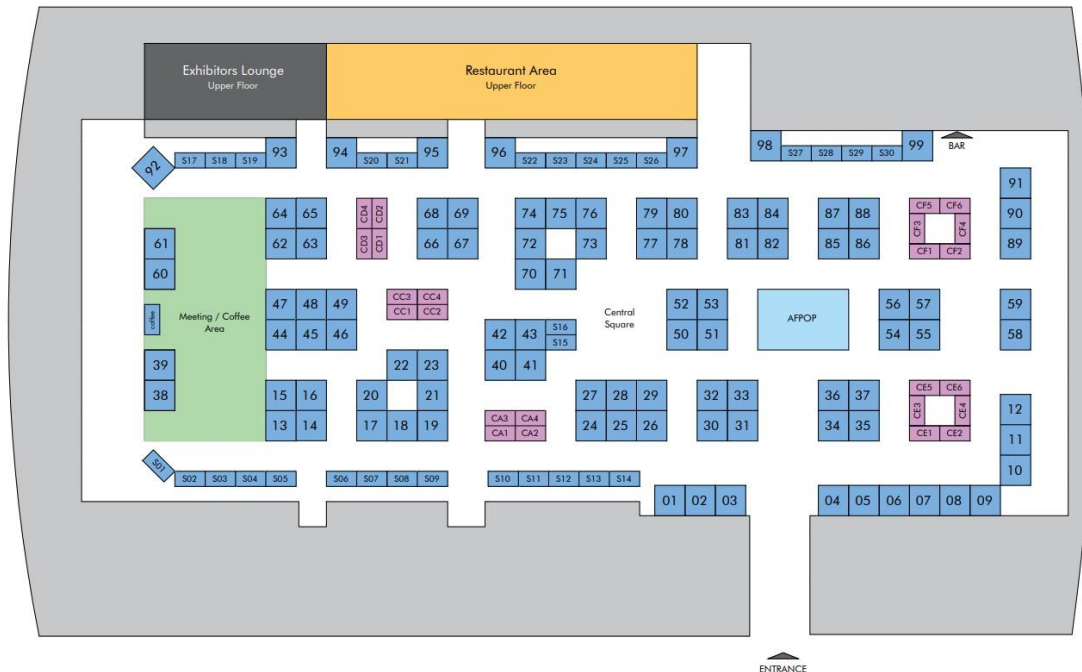 Exhibitors Lounge
Upper Floor
Restaurant Area
Upper Floor
92
S17 S18 S19 93
94 S20 S21 95
96 S22 S23 S24 S25 S26 97
98 S27 S28 S29 S30 99
BAR
91
90
89
64 65
62 63
CD4 CD2
CD3 CD1
68 69
66 67
74 75 76
72 73
70 71
79 80
77 78
83 84
81 82
87 88
85 86
CF5 CF6
CF3 CF4
CF1 CF2
61
60
coffee
Meeting / Coffee
Area
39
38
47 48 49
44 45 46
CC3 CC4
CC1 CC2
42 43 S16
S15
40 41
Central
Square
52 53
50 51
AFPOP
56 57
54 55
59
58
15 16
13 14
22 23
20 21
17 18 19
CA3 CA4
CA1 CA2
27 28 29
24 25 26
32 33
30 31
36 37
34 35
CE5 CE6
CE3 CE4
CE1 CE2
12
11
10
S01
S02 S03 S04 S05
S06 S07 S08 S09
S10 S11 S12 S13 S14
01 02 03
04 05 06 07 08 09
ENTRANCE